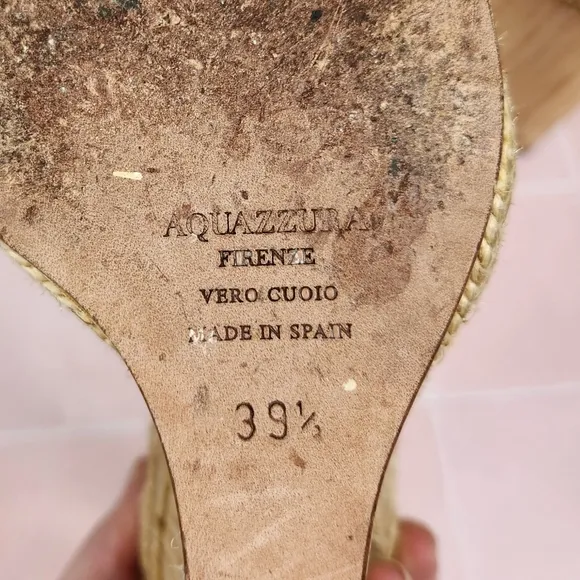 AQUAZZURA
FIRENZE
VERO CUOIO
MADE IN SPAIN
39½